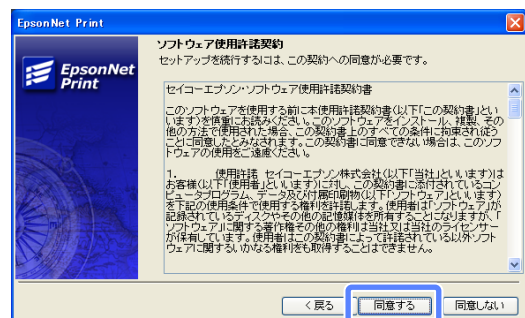 EpsonNet Print
ソフトウェア使用許諾契約
セットアップを続行するには、この契約への同意が必要です。
EpsonNet
Print
セイコーエプソン・ソフトウェア使用許諾契約書
このソフトウェアを使用する前に本使用許諾契約書(以下「この契約書」とい
います)を慎重にお読みください。このソフトウェアをインストール、複製、その
他の方法で使用された場合、この契約書上のすべての条件に拘束され従う
ことに同意したとみなされます。この契約書に同意できない場合は、このソフ
トウェアの使用をご遠慮ください。
1. 使用許諾 セイコーエプソン株式会社(以下「当社」といいます)は
お客様(以下「使用者」といいます)に対し、この契約書に添付されているコン
ピュータプログラム、データ及び付属印刷物(以下「ソフトウェア」といいます)
を下記の使用条件で使用する権利を許諾します。使用者は「ソフトウェア」が
記録されているディスクやその他の記憶媒体を所有することになりますが、「
ソフトウェア」に関する著作権その他の権利は当社又は当社のライセンサー
が保有しています。使用者はこの契約書によって許諾されている以外ソフト
ウェアに関するいかなる権利をも取得することはできません。
< 戻る 同意する 同意しない